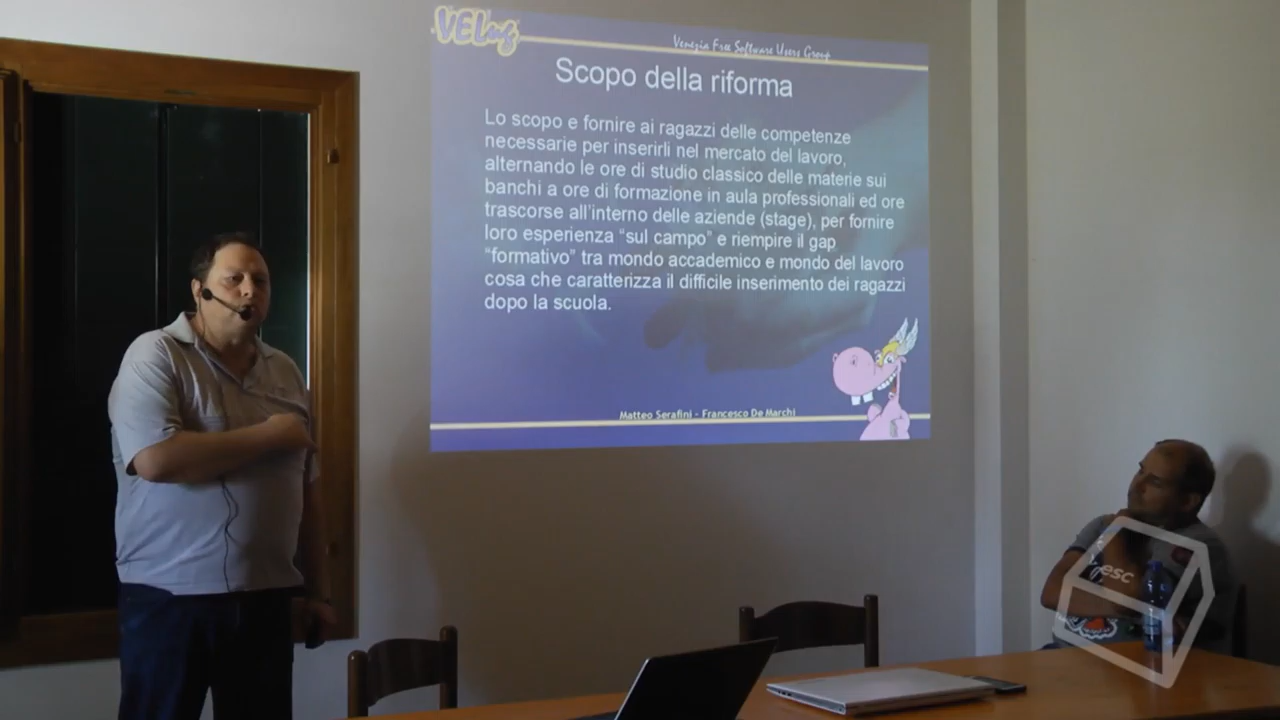 VELug
Venezia Free Software Users Group
Scopo della riforma
Lo scopo e fornire ai ragazzi delle competenze
necessarie per inserirli nel mercato del lavoro,
alternando le ore di studio classico delle materie sui
banchi a ore di formazione in aula professionali ed ore
trascorse all'interno delle aziende (stage), per fornire
loro esperienza “sul campo” e riempire il gap
“formativo” tra mondo accademico e mondo del lavoro
cosa che caratterizza il difficile inserimento dei ragazzi
dopo la scuola.
Matteo Serafini - Francesco De Marchi
esc